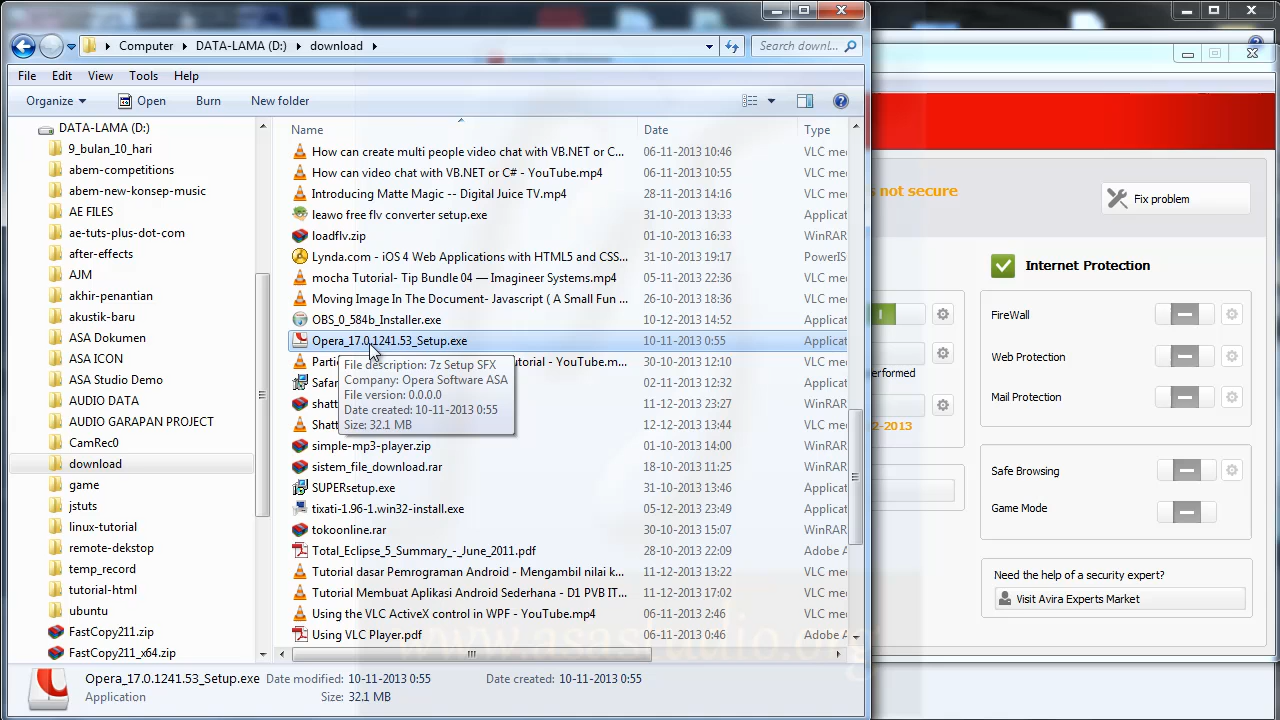 Computer ▸ DATA-LAMA (D:) ▸ download ▸
Search downl...
File Edit View Tools Help
Organize Open Burn New folder
DATA-LAMA (D:)
9_bulan_10_hari
abem-competitions
abem-new-konsep-music
AE FILES
ae-tuts-plus-dot-com
after-effects
AJM
akhir-penantian
akustik-baru
ASA Dokumen
ASA ICON
ASA Studio Demo
AUDIO DATA
AUDIO GARAPAN PROJECT
CamRec0
download
game
jstuts
linux-tutorial
remote-dekstop
temp_record
tutorial-html
ubuntu
FastCopy211.zip
FastCopy211_x64.zip
Name Date Type
How can create multi people video chat with VB.NET or C... 06-11-2013 10:46 VLC med
How can video chat with VB.NET or C# - YouTube.mp4 06-11-2013 10:55 VLC med
Introducing Matte Magic -- Digital Juice TV.mp4 28-11-2013 14:16 VLC med
leawo free flv converter setup.exe 31-10-2013 13:33 Applicat
loadflv.zip 01-10-2013 16:33 WinRAR
Lynda.com - iOS 4 Web Applications with HTML5 and CSS... 31-10-2013 19:17 PowerIS
mocha Tutorial- Tip Bundle 04 — Imagineer Systems.mp4 05-11-2013 22:36 VLC med
Moving Image In The Document- Javascript ( A Small Fun ... 26-10-2013 18:36 VLC med
OBS_0_584b_Installer.exe 10-12-2013 14:52 Applicat
Opera_17.0.1241.53_Setup.exe 10-11-2013 0:55 Applicat
Parti utorial - YouTube.m... 30-10-2013 12:10 VLC med
Safar 02-11-2013 12:32 Applicat
shatt 11-12-2013 23:27 WinRAR
Shatt 12-12-2013 13:44 VLC med
simple-mp3-player.zip 01-10-2013 14:00 WinRAR
sistem_file_download.rar 18-10-2013 11:25 WinRAR
SUPERsetup.exe 31-10-2013 13:46 Applicat
tixati-1.96-1.win32-install.exe 05-12-2013 23:49 Applicat
tokoonline.rar 30-10-2013 15:07 WinRAR
Total_Eclipse_5_Summary_-_June_2011.pdf 28-10-2013 22:09 Adobe A
Tutorial dasar Pemrograman Android - Mengambil nilai k... 11-12-2013 13:22 VLC med
Tutorial Membuat Aplikasi Android Sederhana - D1 PVB IT... 11-12-2013 17:02 VLC med
Using the VLC ActiveX control in WPF - YouTube.mp4 06-11-2013 2:46 VLC med
Using VLC Player.pdf 06-11-2013 0:46 Adobe A
File description: 7z Setup SFX
Company: Opera Software ASA
File version: 0.0.0.0
Date created: 10-11-2013 0:55
Size: 32.1 MB
Opera_17.0.1241.53_Setup.exe Date modified: 10-11-2013 0:55 Date created: 10-11-2013 0:55
Application Size: 32.1 MB
s not secure
Fix problem
Internet Protection
FireWall
Web Protection
Mail Protection
erformed
2-2013
Safe Browsing
Game Mode
Need the help of a security expert?
Visit Avira Experts Market